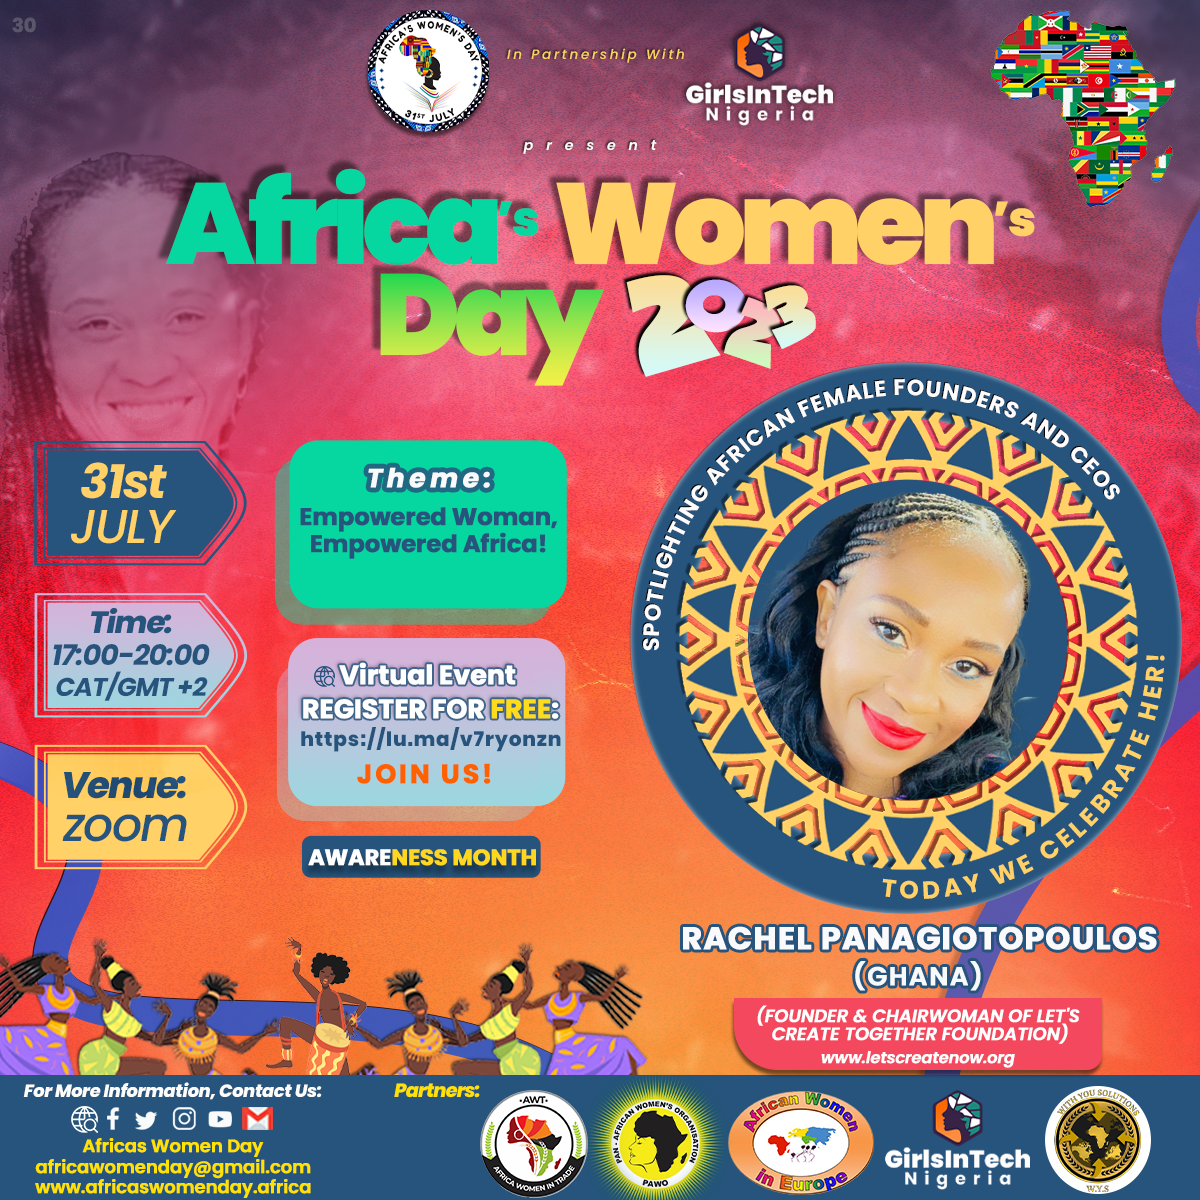 30
AFRICA'S WOMEN'S DAY
31ST JULY
In Partnership With
GirlsInTech
Nigeria
present
Africa's Women's
Day 2023
SPOTLIGHTING AFRICAN FEMALE FOUNDERS AND CEOS
31st
JULY
Theme:
Empowered Woman,
Empowered Africa!
Time:
17:00-20:00
CAT/GMT +2
Virtual Event
REGISTER FOR FREE:
https://lu.ma/v7ryonzn
JOIN US!
Venue:
zoom
AWARENESS MONTH
TODAY WE CELEBRATE HER!
RACHEL PANAGIOTOPOULOS
(GHANA)
(FOUNDER & CHAIRWOMAN OF LET'S
CREATE TOGETHER FOUNDATION)
www.letscreatenow.org
For More Information, Contact Us:
Africas Women Day
africawomenday@gmail.com
www.africaswomenday.africa
Partners:
·AWT·
AFRICA WOMEN IN TRADE
PAN - AFRICAN WOMEN'S ORGANISATION
PAWO
African Women
in Europe
GirlsInTech
Nigeria
WITH YOU SOLUTIONS
W.Y.S